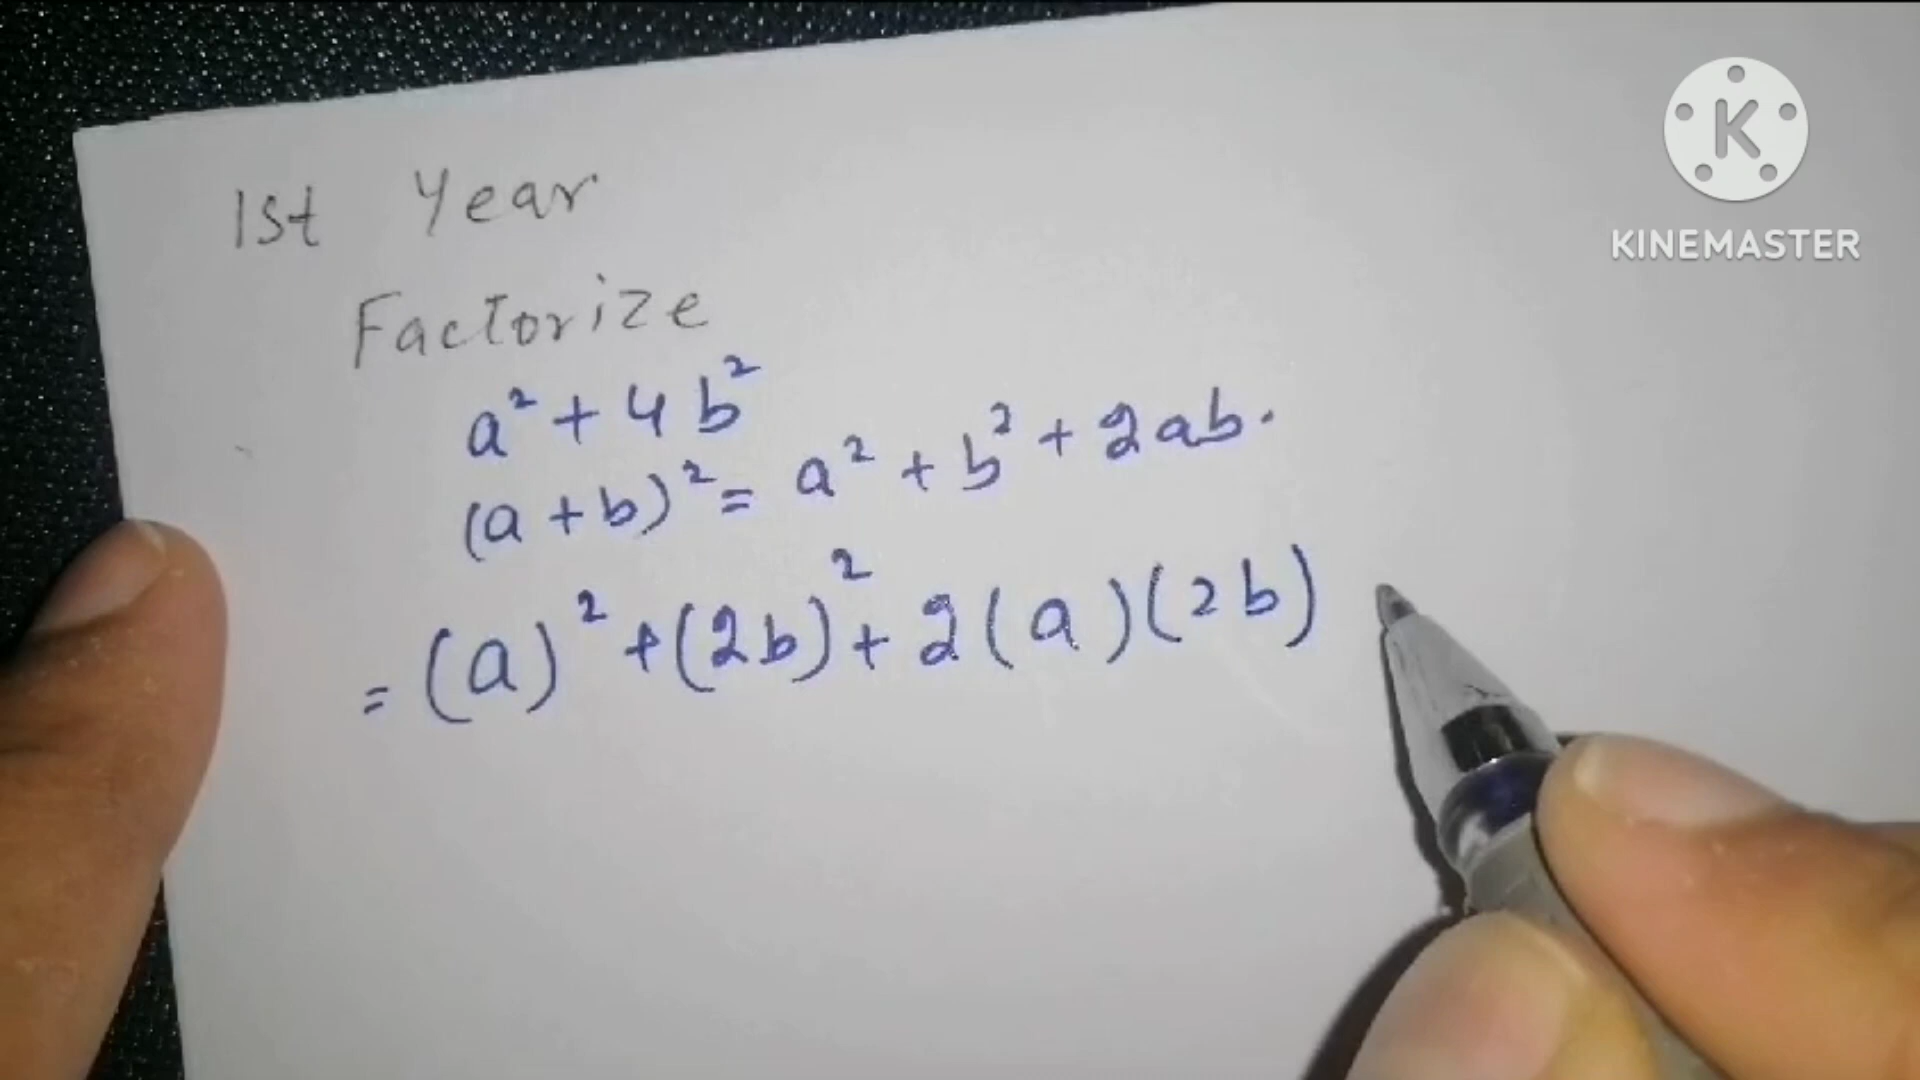 1st Year
Factorize
a² + 4b²
(a + b)² = a² + b² + 2ab.
= (a)² + (2b)² + 2(a)(2b)
K
KINEMASTER